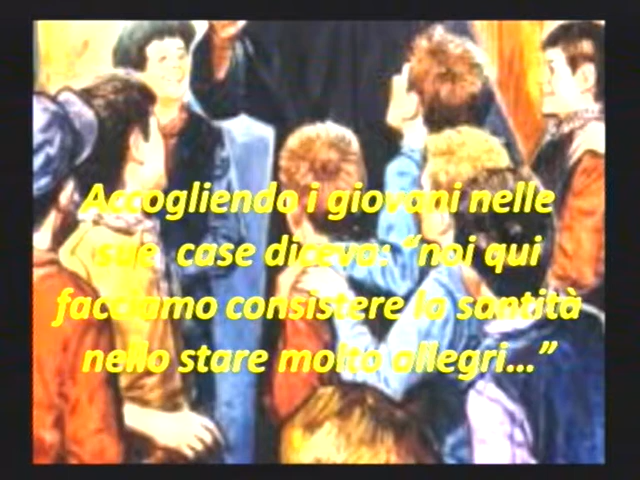 Accogliendo i giovani nelle
sue case diceva: “noi qui
facciamo consistere la santità
nello stare molto allegri...”